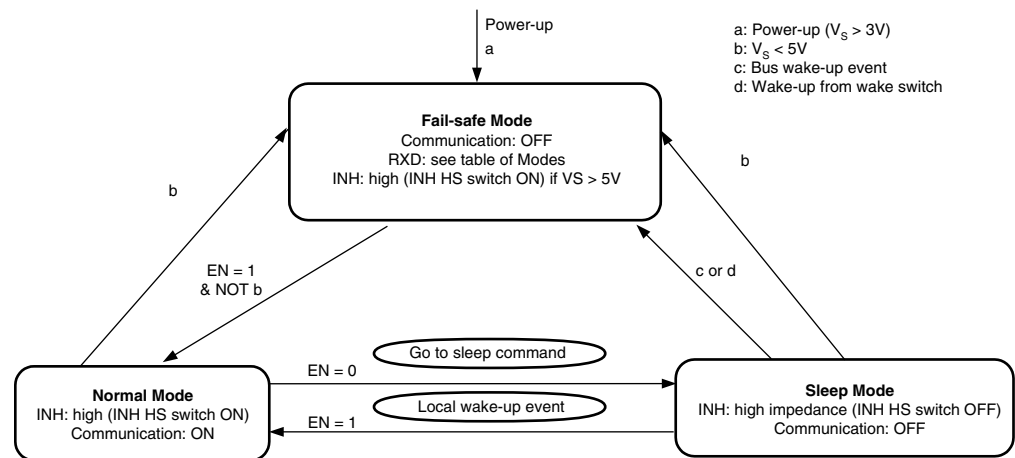 Power-up
a
a: Power-up (VS > 3V)
b: VS < 5V
c: Bus wake-up event
d: Wake-up from wake switch
Fail-safe Mode
Communication: OFF
RXD: see table of Modes
INH: high (INH HS switch ON) if VS > 5V
b
b
EN = 1
& NOT b
c or d
Go to sleep command
EN = 0
Local wake-up event
EN = 1
Normal Mode
INH: high (INH HS switch ON)
Communication: ON
Sleep Mode
INH: high impedance (INH HS switch OFF)
Communication: OFF